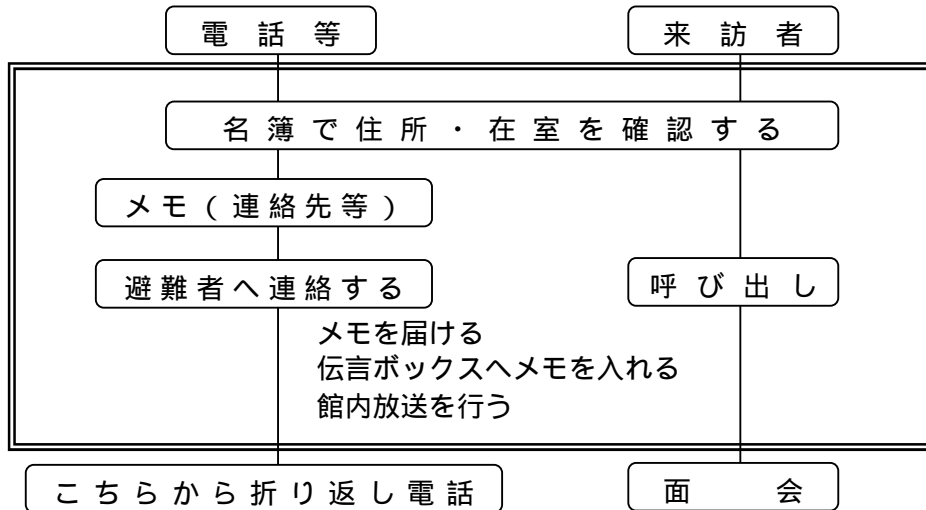 電話等
来訪者
名簿で住所・在室を確認する
メモ(連絡先等)
避難者へ連絡する
呼び出し
メモを届ける
伝言ボックスへメモを入れる
館内放送を行う
こちらから折り返し電話
面会